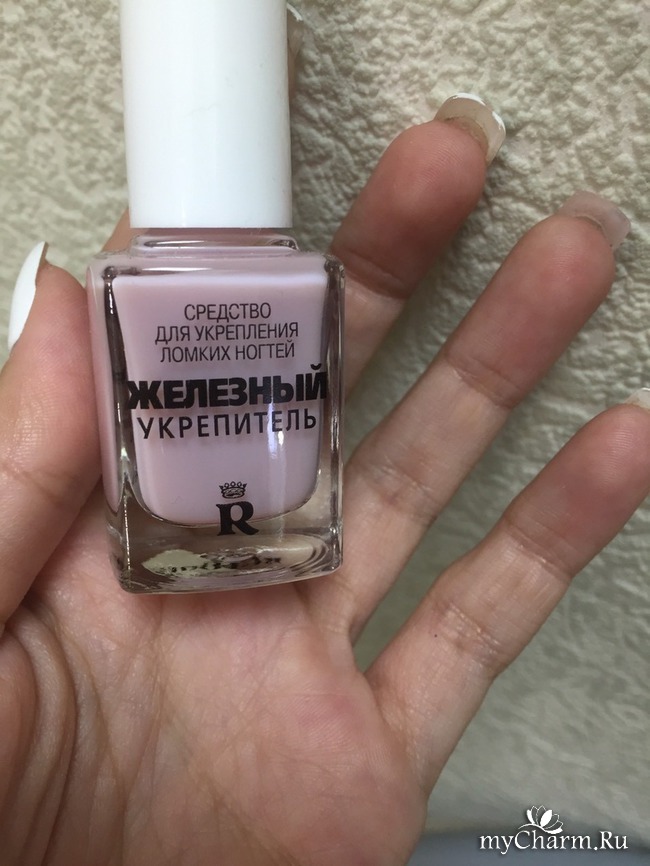 СРЕДСТВО
ДЛЯ УКРЕПЛЕНИЯ
ЛОМКИХ НОГТЕЙ
ЖЕЛЕЗНЫЙ
УКРЕПИТЕЛЬ
R
myCharm.Ru